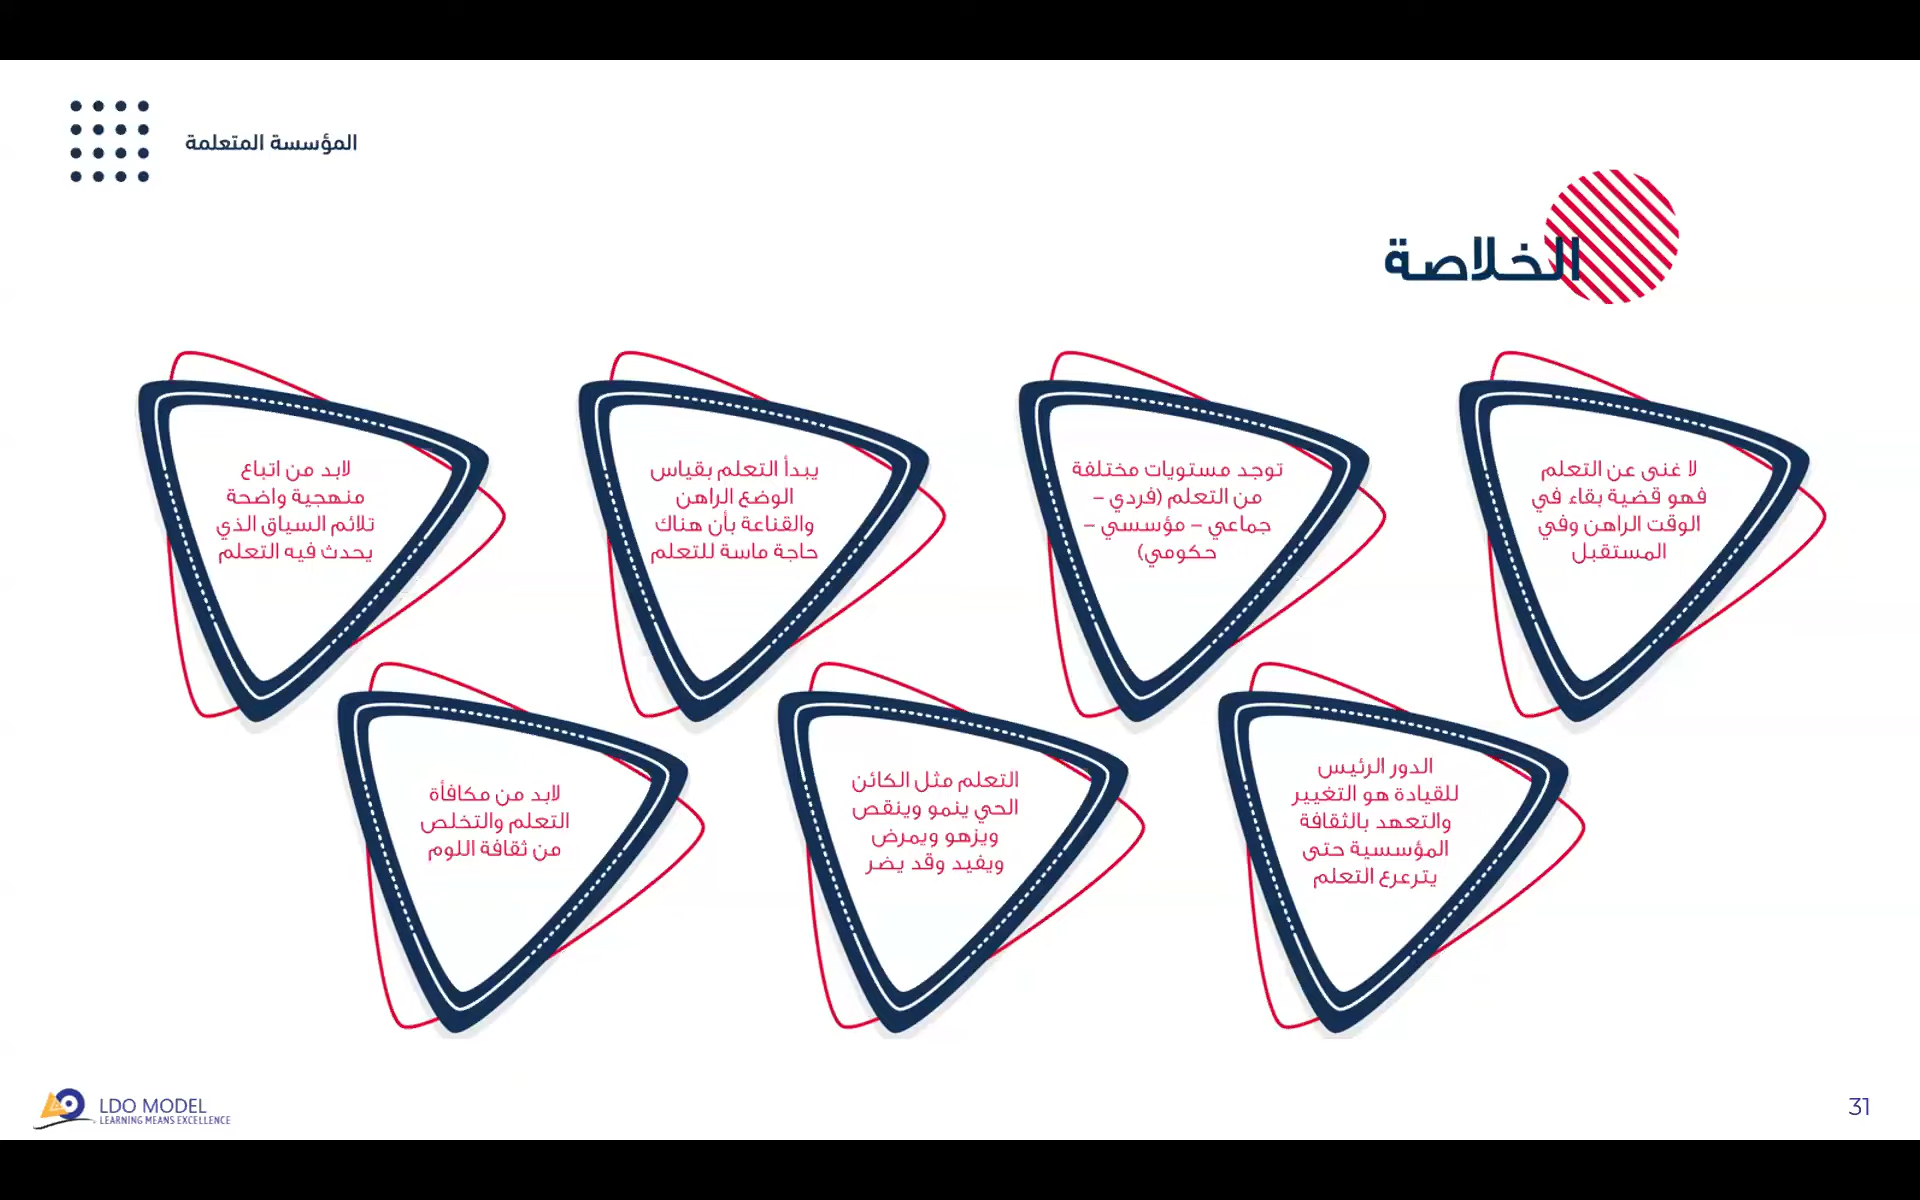 المؤسسة المتعلمة
الخلاصة
لا غنى عن التعلم
فهو قضية بقاء في
الوقت الراهن وفي
المستقبل
توجد مستويات مختلفة
من التعلم (فردي –
جماعي – مؤسسي –
حكومي)
يبدأ التعلم بقياس
الوضع الراهن
والقناعة بأن هناك
حاجة ماسة للتعلم
لابد من اتباع
منهجية واضحة
تلائم السياق الذي
يحدث فيه التعلم
الدور الرئيس
للقيادة هو التغيير
والتعهد بالثقافة
المؤسسية حتى
يترعرع التعلم
التعلم مثل الكائن
الحي ينمو وينقص
ويزهو ويمرض
ويفيد وقد يضر
لابد من مكافأة
التعلم والتخلص
من ثقافة اللوم
LDO MODEL
LEARNING MEANS EXCELLENCE
31